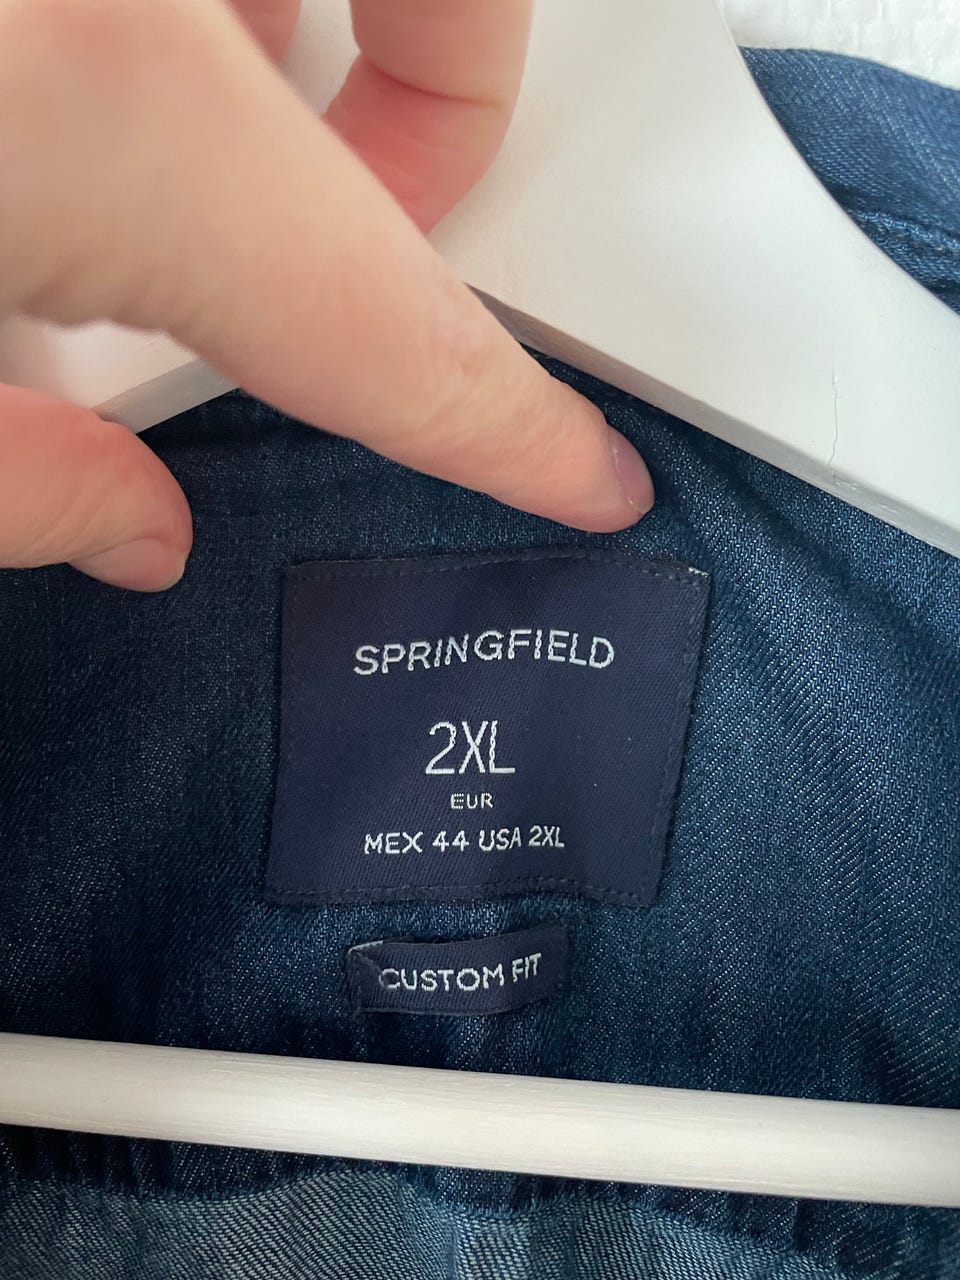 SPRINGFIELD
2XL
EUR
MEX 44 USA 2XL
CUSTOM FIT